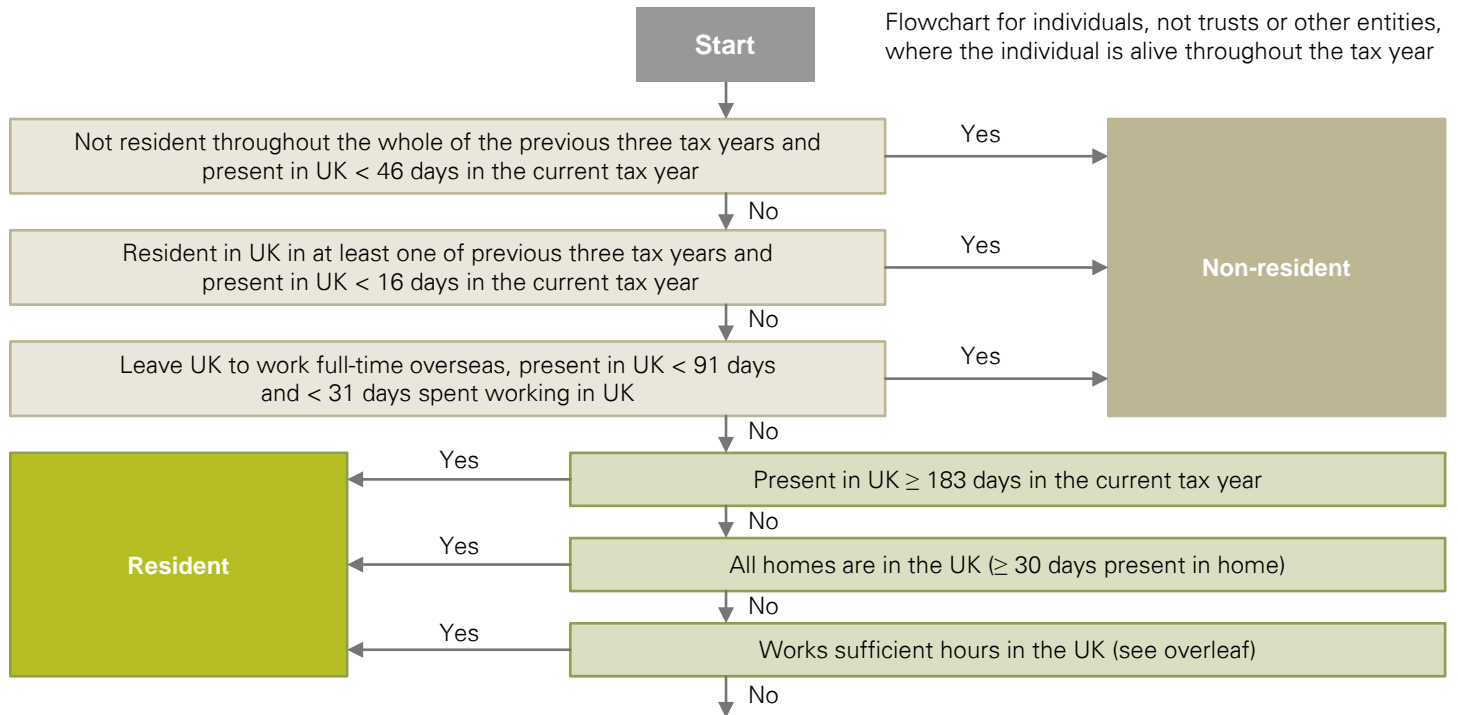 Start
Flowchart for individuals, not trusts or other entities,
where the individual is alive throughout the tax year
Not resident throughout the whole of the previous three tax years and
present in UK < 46 days in the current tax year
Yes
No
Resident in UK in at least one of previous three tax years and
present in UK < 16 days in the current tax year
Yes
Non-resident
No
Leave UK to work full-time overseas, present in UK < 91 days
and < 31 days spent working in UK
Yes
No
Yes
Present in UK ≥ 183 days in the current tax year
No
Resident
Yes
All homes are in the UK (≥ 30 days present in home)
No
Yes
Works sufficient hours in the UK (see overleaf)
No